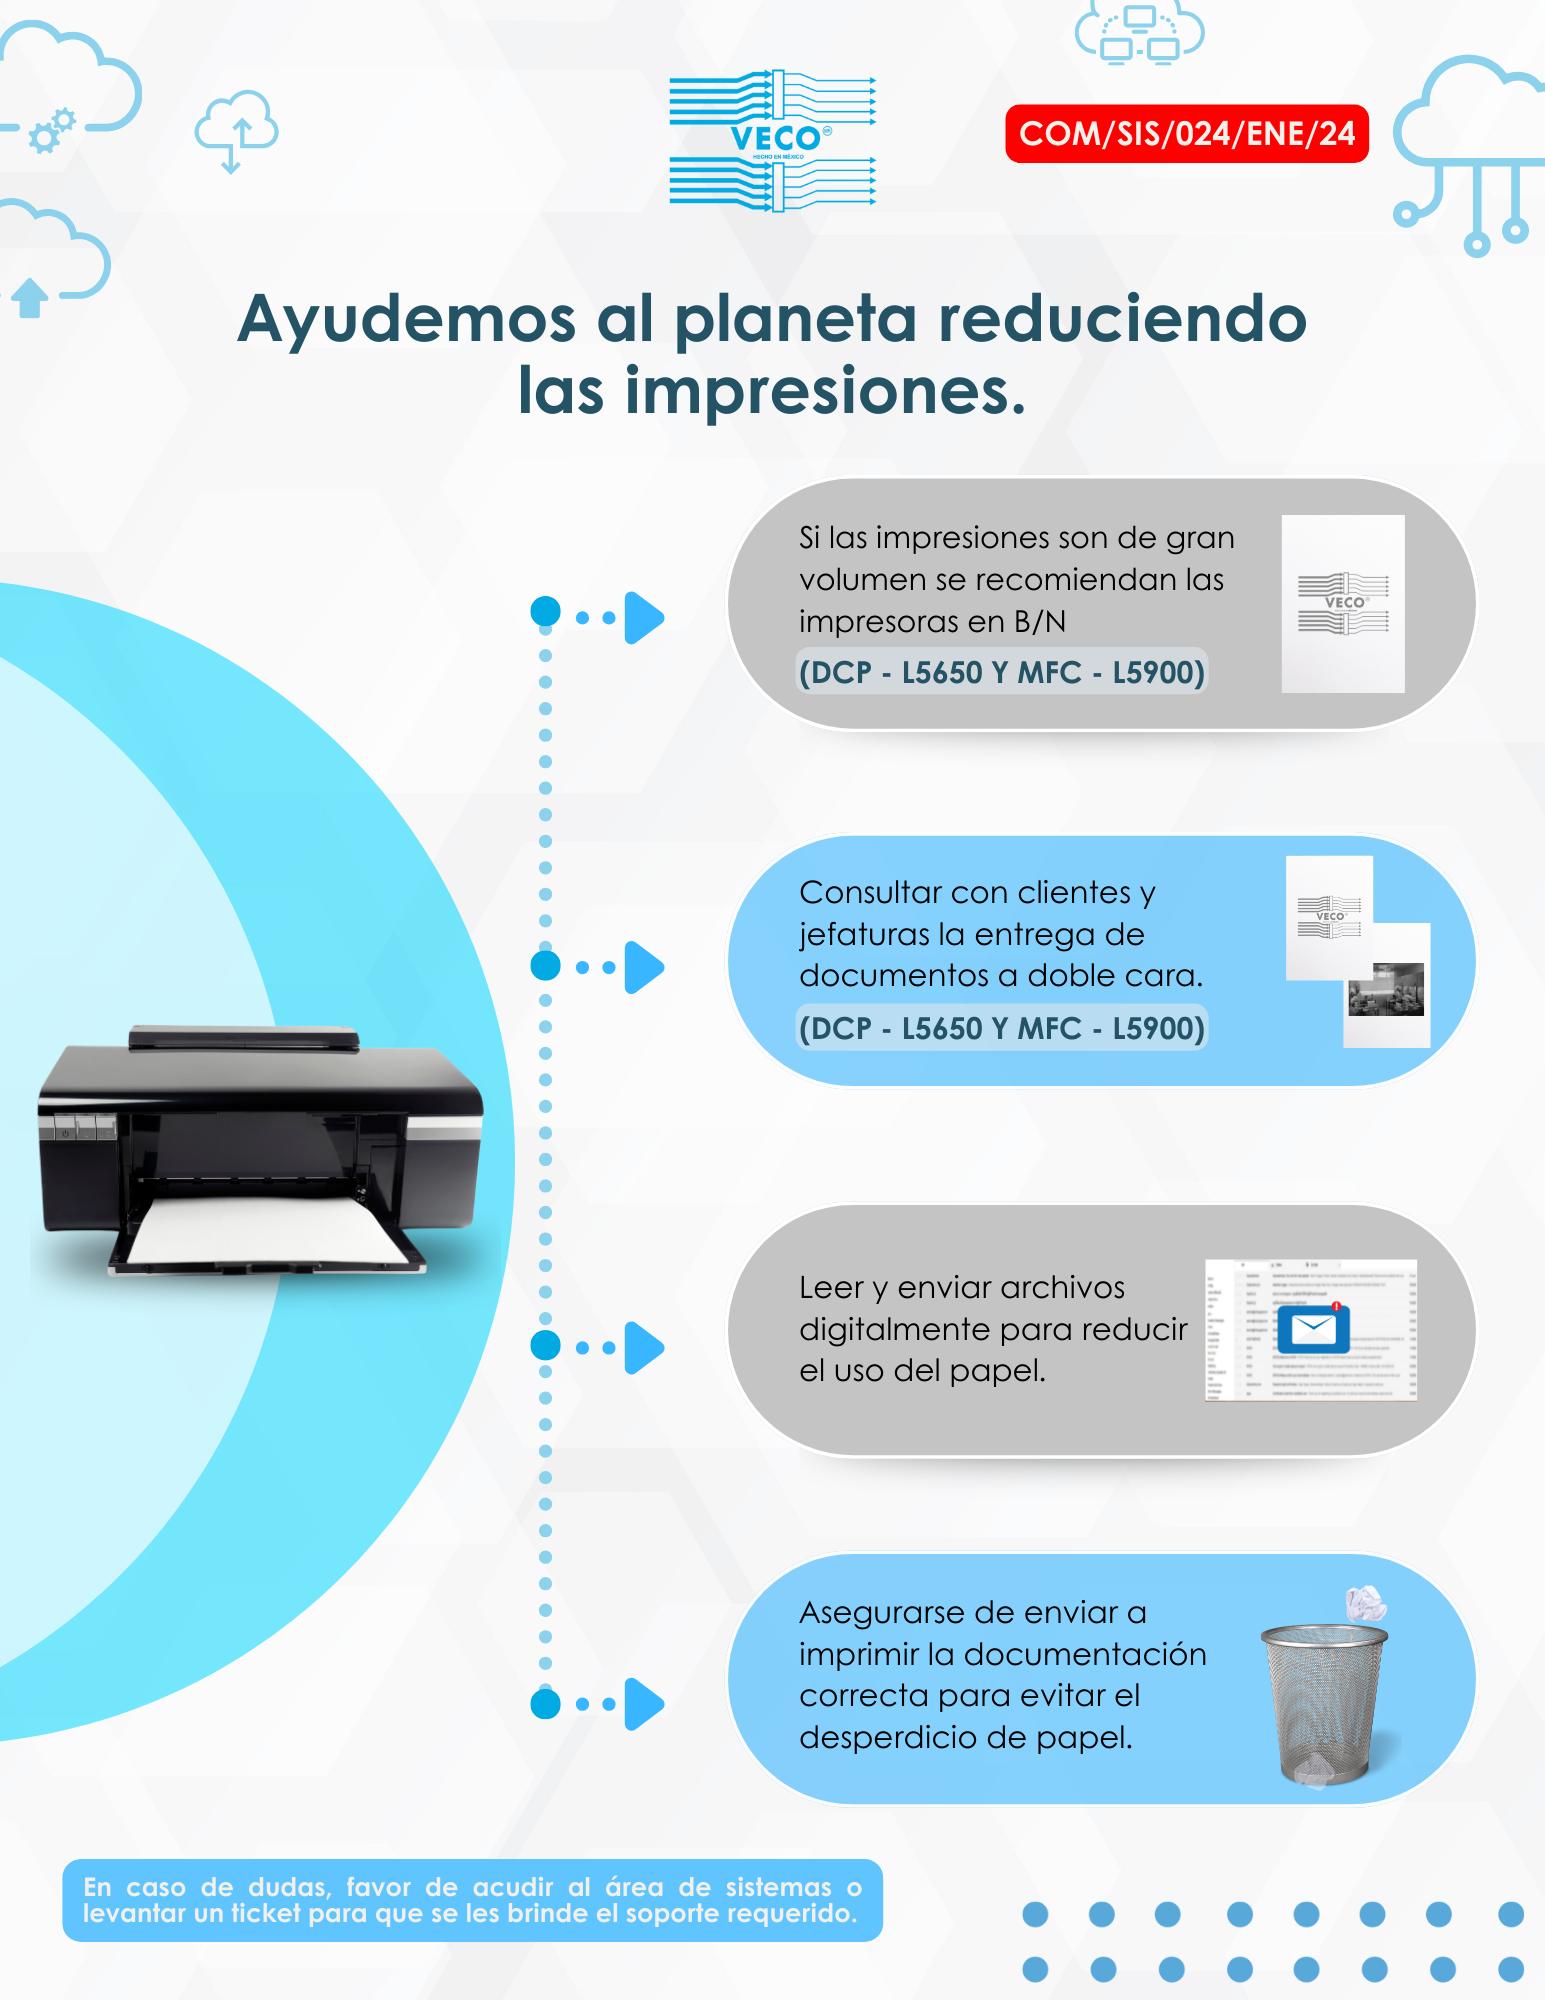 VECO®
HECHO EN MÉXICO
COM/SIS/024/ENE/24
Ayudemos al planeta reduciendo
las impresiones.
Si las impresiones son de gran
volumen se recomiendan las
impresoras en B/N
(DCP - L5650 Y MFC - L5900)
VECO
Consultar con clientes y
jefaturas la entrega de
documentos a doble cara.
(DCP - L5650 Y MFC - L5900)
VECO
Leer y enviar archivos
digitalmente para reducir
el uso del papel.
Asegurarse de enviar a
imprimir la documentación
correcta para evitar el
desperdicio de papel.
En caso de dudas, favor de acudir al área de sistemas o
levantar un ticket para que se les brinde el soporte requerido.